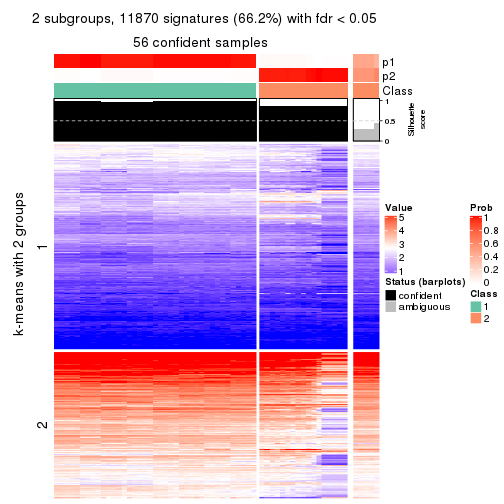 2 subgroups, 11870 signatures (66.2%) with fdr < 0.05
56 confident samples
p1
p2
Class
1
0.5
0
Silhouette
score
k-means with 2 groups
1
2
Value
5
4
3
2
1
Status (barplots)
confident
ambiguous
Prob
1
0.8
0.6
0.4
0.2
0
Class
1
2